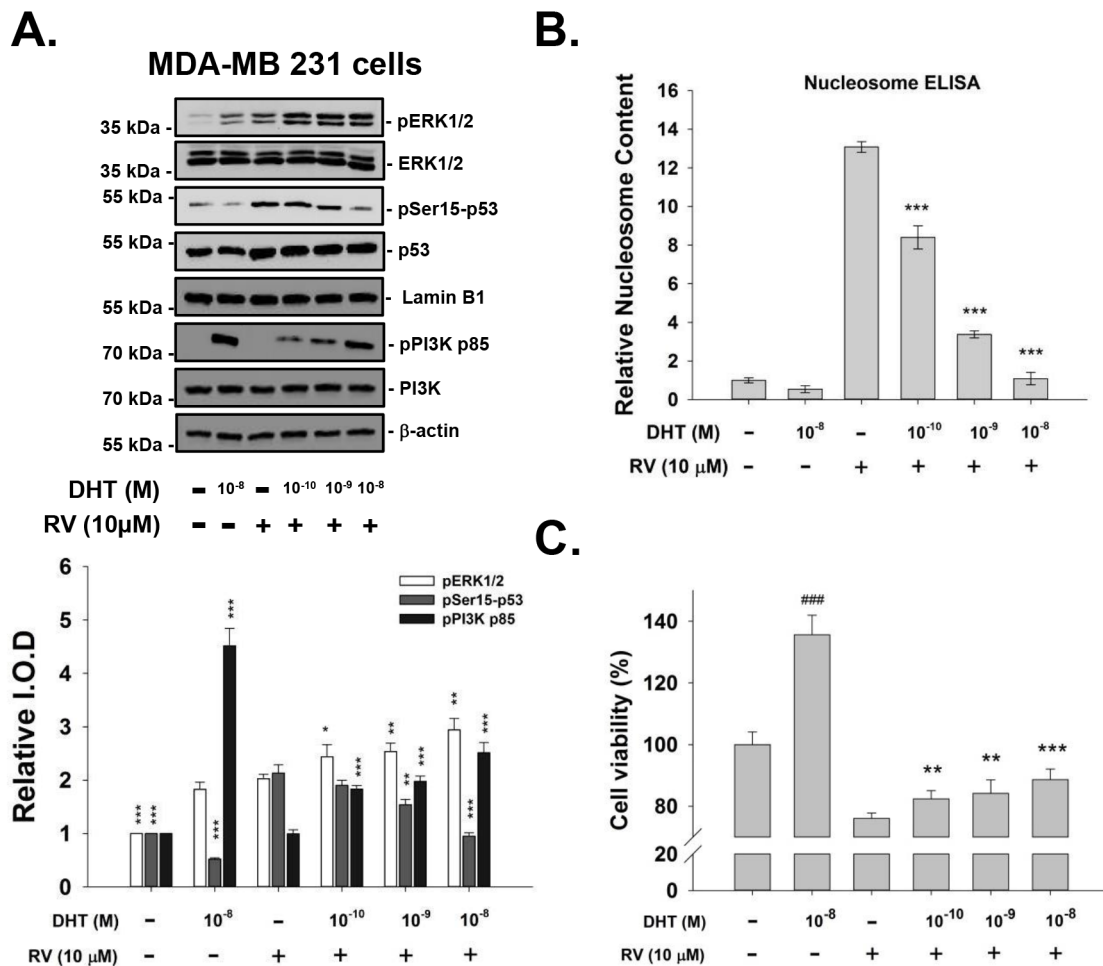 A.
MDA-MB 231 cells
35 kDa - - pERK1/2
35 kDa - - ERK1/2
55 kDa - - pSer15-p53
55 kDa - - p53
55 kDa - - Lamin B1
70 kDa - - pPI3K p85
70 kDa - - PI3K
55 kDa - - β-actin
DHT (M) - 10⁻⁸ - 10⁻¹⁰ 10⁻⁹ 10⁻⁸
RV (10μM) - - + + + +
Relative I.O.D
6
5
4
3
2
1
0
pERK1/2
pSer15-p53
pPI3K p85
*** *** *** *** * *** ** ** *** ** *** ***
DHT (M) - 10⁻⁸ - 10⁻¹⁰ 10⁻⁹ 10⁻⁸
RV (10 μM) - - + + + +
B.
Nucleosome ELISA
Relative Nucleosome Content
16
14
12
10
8
6
4
2
0
*** *** ***
DHT (M) - 10⁻⁸ - 10⁻¹⁰ 10⁻⁹ 10⁻⁸
RV (10 μM) - - + + + +
C.
Cell viability (%)
140
120
100
80
20
0
### ** ** ***
DHT (M) - 10⁻⁸ - 10⁻¹⁰ 10⁻⁹ 10⁻⁸
RV (10 μM) - - + + + +